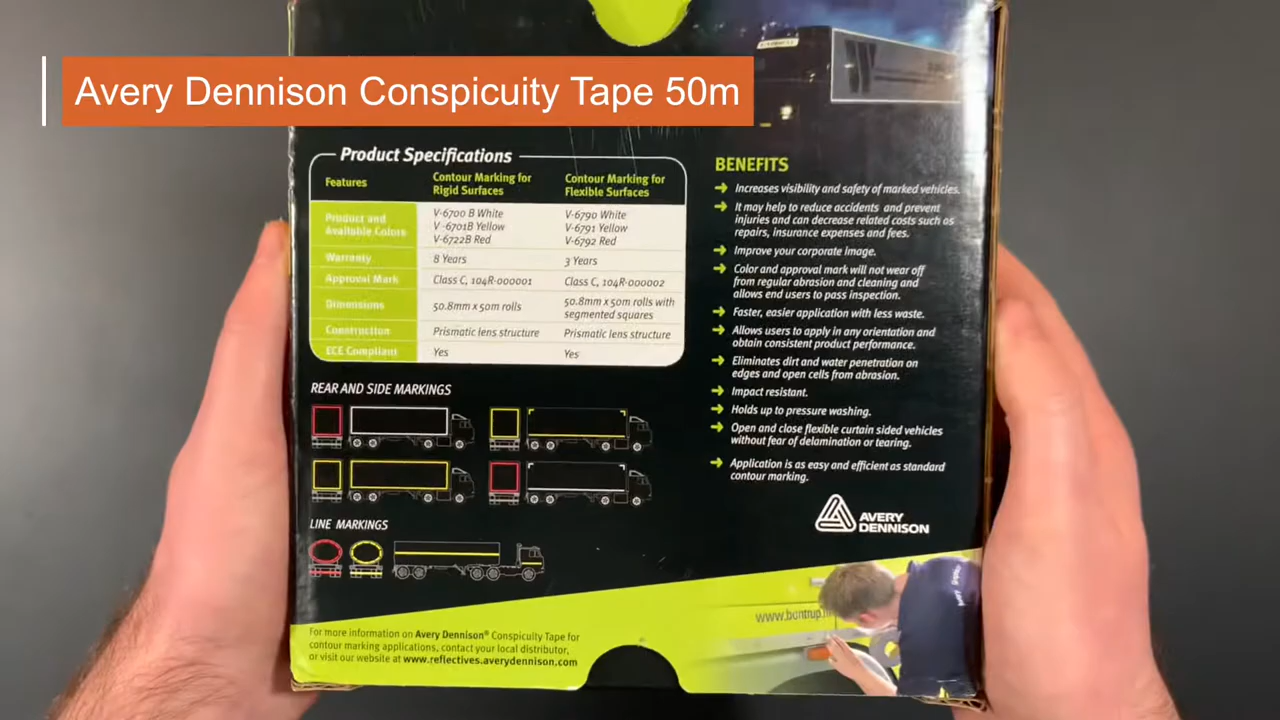 Avery Dennison Conspicuity Tape 50m
Product Specifications
Features
Contour Marking for
Rigid Surfaces
Contour Marking for
Flexible Surfaces
Product and
Available Colors
V-6700 B White
V-6701B Yellow
V-6722B Red
V-6790 White
V-6791 Yellow
V-6792 Red
Warranty
8 Years
3 Years
Approval Mark
Class C, 104R-000001
Class C, 104R-000002
Dimensions
50.8mm x 50m rolls
50.8mm x 50m rolls with
segmented squares
Construction
Prismatic lens structure
Prismatic lens structure
ECE Compliant
Yes
Yes
REAR AND SIDE MARKINGS
LINE MARKINGS
For more information on Avery Dennison® Conspicuity Tape for
contour marking applications, contact your local distributor,
or visit our website at www.reflectives.averydennison.com
BENEFITS
Increases visibility and safety of marked vehicles.
It may help to reduce accidents and prevent
injuries and can decrease related costs such as
repairs, insurance expenses and fees.
Improve your corporate image.
Color and approval mark will not wear off
from regular abrasion and cleaning and
allows end users to pass inspection.
Faster, easier application with less waste.
Allows users to apply in any orientation and
obtain consistent product performance.
Eliminates dirt and water penetration on
edges and open cells from abrasion.
Impact resistant.
Holds up to pressure washing.
Open and close flexible curtain sided vehicles
without fear of delamination or tearing.
Application is as easy and efficient as standard
contour marking.
AVERY
DENNISON